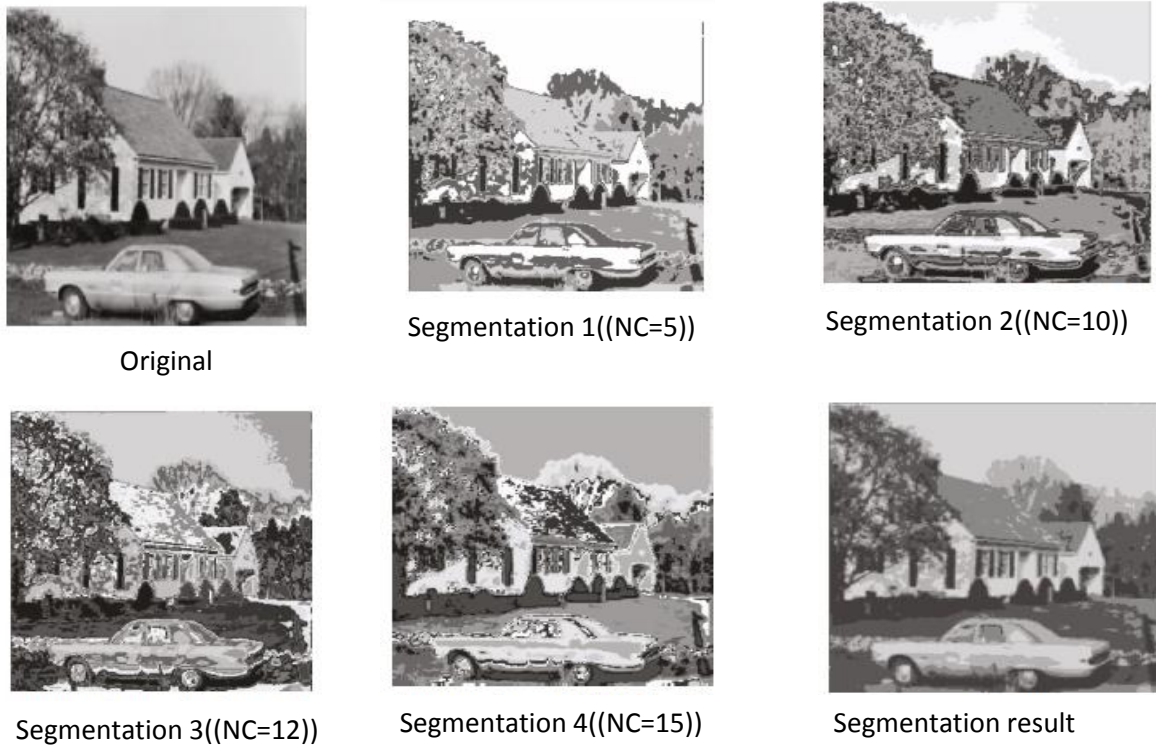 Original
Segmentation 1((NC=5))
Segmentation 2((NC=10))
Segmentation 3((NC=12))
Segmentation 4((NC=15))
Segmentation result